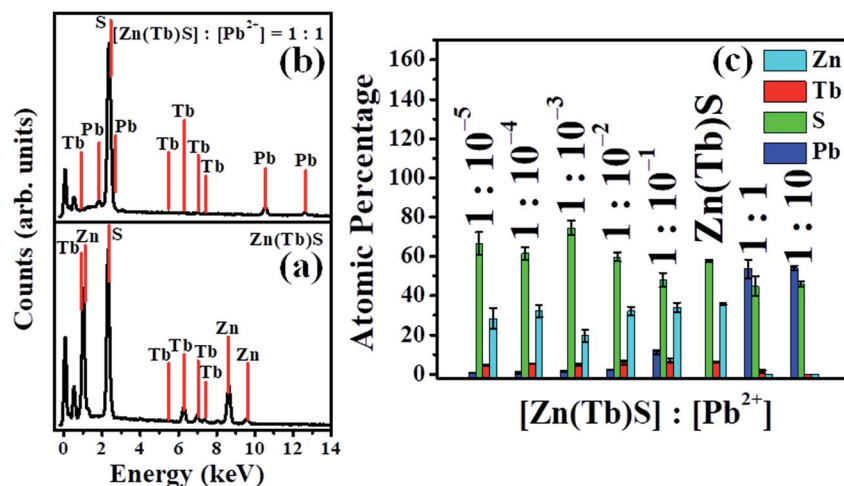 S
[Zn(Tb)S] : [Pb²⁺] = 1 : 1
(b)
Tb
Pb
Pb
Tb
Tb
Tb
Tb
Pb
Pb
Zn(Tb)S
(a)
Tb
Zn
S
Tb
Tb
Tb
Tb
Zn
Zn
Counts (arb. units)
0 2 4 6 8 10 12 14
Energy (keV)
(c)
Zn
Tb
S
Pb
160
140
120
100
80
60
40
20
0
Atomic Percentage
1 : 10⁻⁵
1 : 10⁻⁴
1 : 10⁻³
1 : 10⁻²
1 : 10⁻¹
Zn(Tb)S
1 : 1
1 : 10
[Zn(Tb)S] : [Pb²⁺]